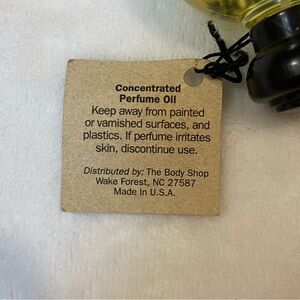 Concentrated
Perfume Oil
Keep away from painted
or varnished surfaces, and
plastics. If perfume irritates
skin, discontinue use.
Distributed by: The Body Shop
Wake Forest, NC 27587
Made In U.S.A.